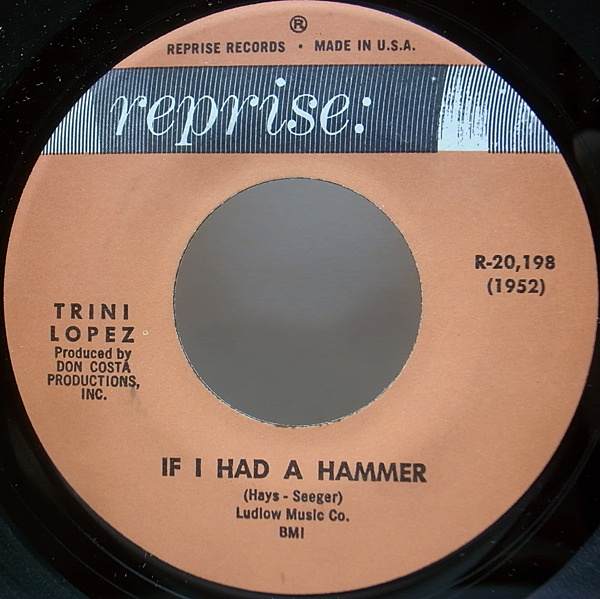 ®
REPRISE RECORDS • MADE IN U.S.A.
reprise:
R-20,198
(1952)
TRINI
LOPEZ
Produced by
DON COSTA
PRODUCTIONS,
INC.
IF I HAD A HAMMER
(Hays - Seeger)
Ludlow Music Co.
BMI